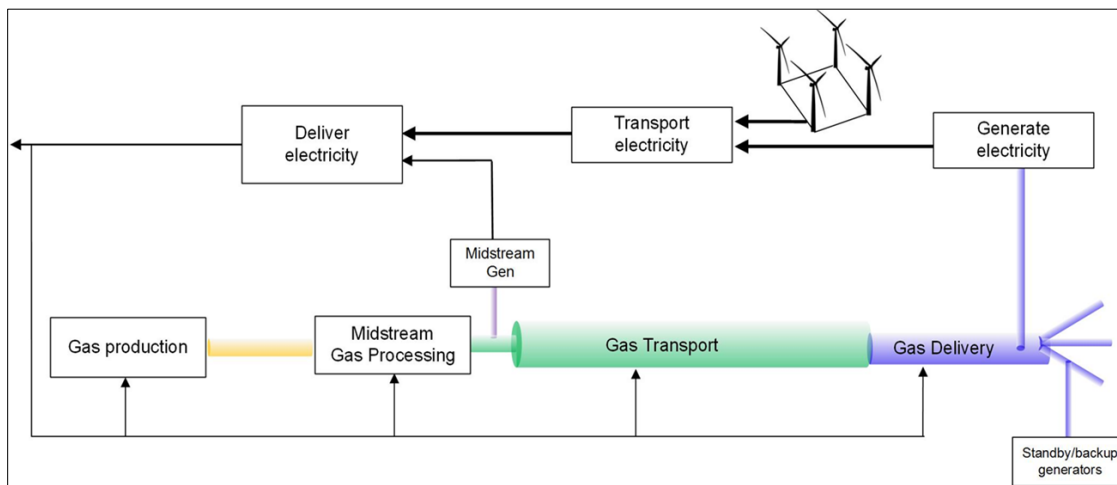 Deliver
electricity
Transport
electricity
Generate
electricity
Midstream
Gen
Gas production
Midstream
Gas Processing
Gas Transport
Gas Delivery
Standby/backup
generators